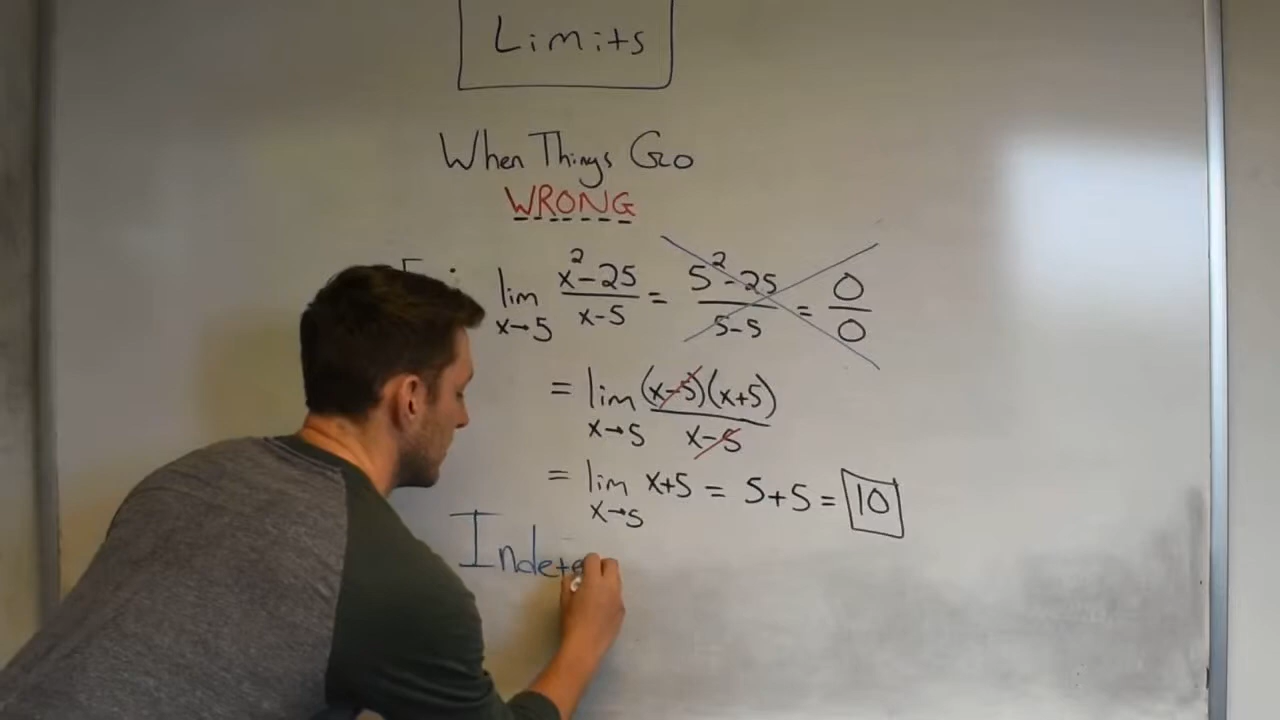 Limits
When Things Go
WRONG
lim x→5 x²-25 / x-5 = 5²-25 / 5-5 = 0/0
= lim x→5 (x-5)(x+5) / x-5
= lim x→5 x+5 = 5+5 = 10
Indete